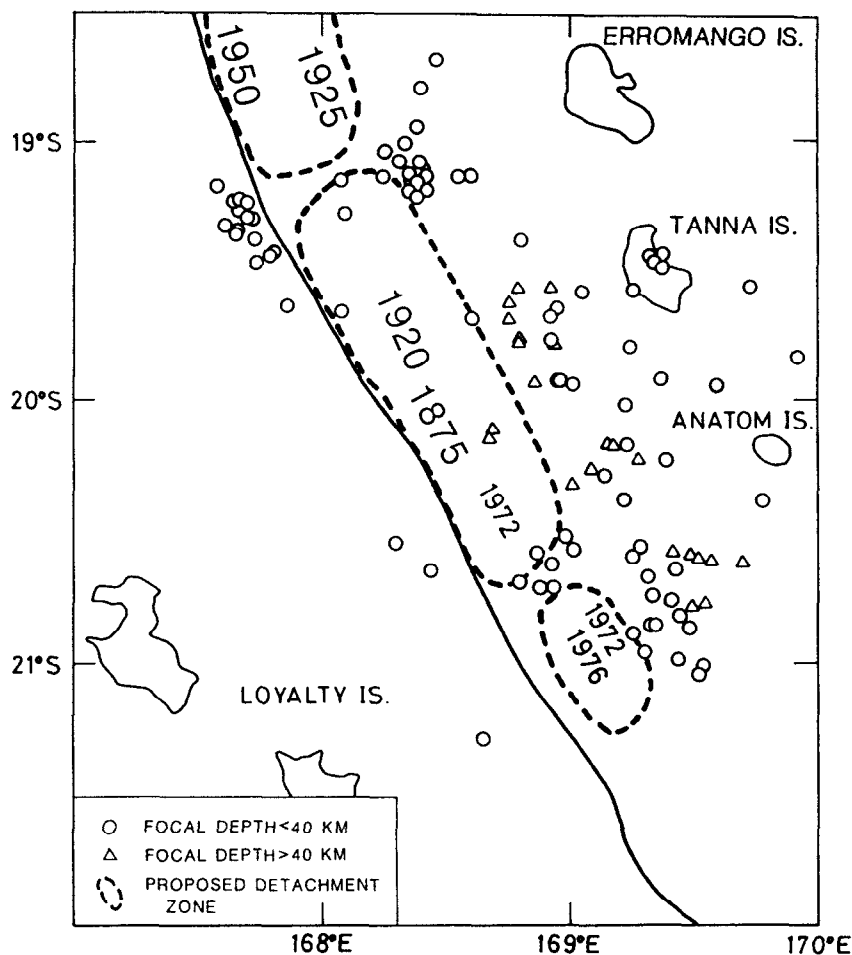 ERROMANGO IS.
1950
1925
19°S
TANNA IS.
1920
1875
1972
20°S
ANATOM IS.
1972
1976
21°S
LOYALTY IS.
FOCAL DEPTH<40 KM
FOCAL DEPTH>40 KM
PROPOSED DETACHMENT
ZONE
168°E
169°E
170°E